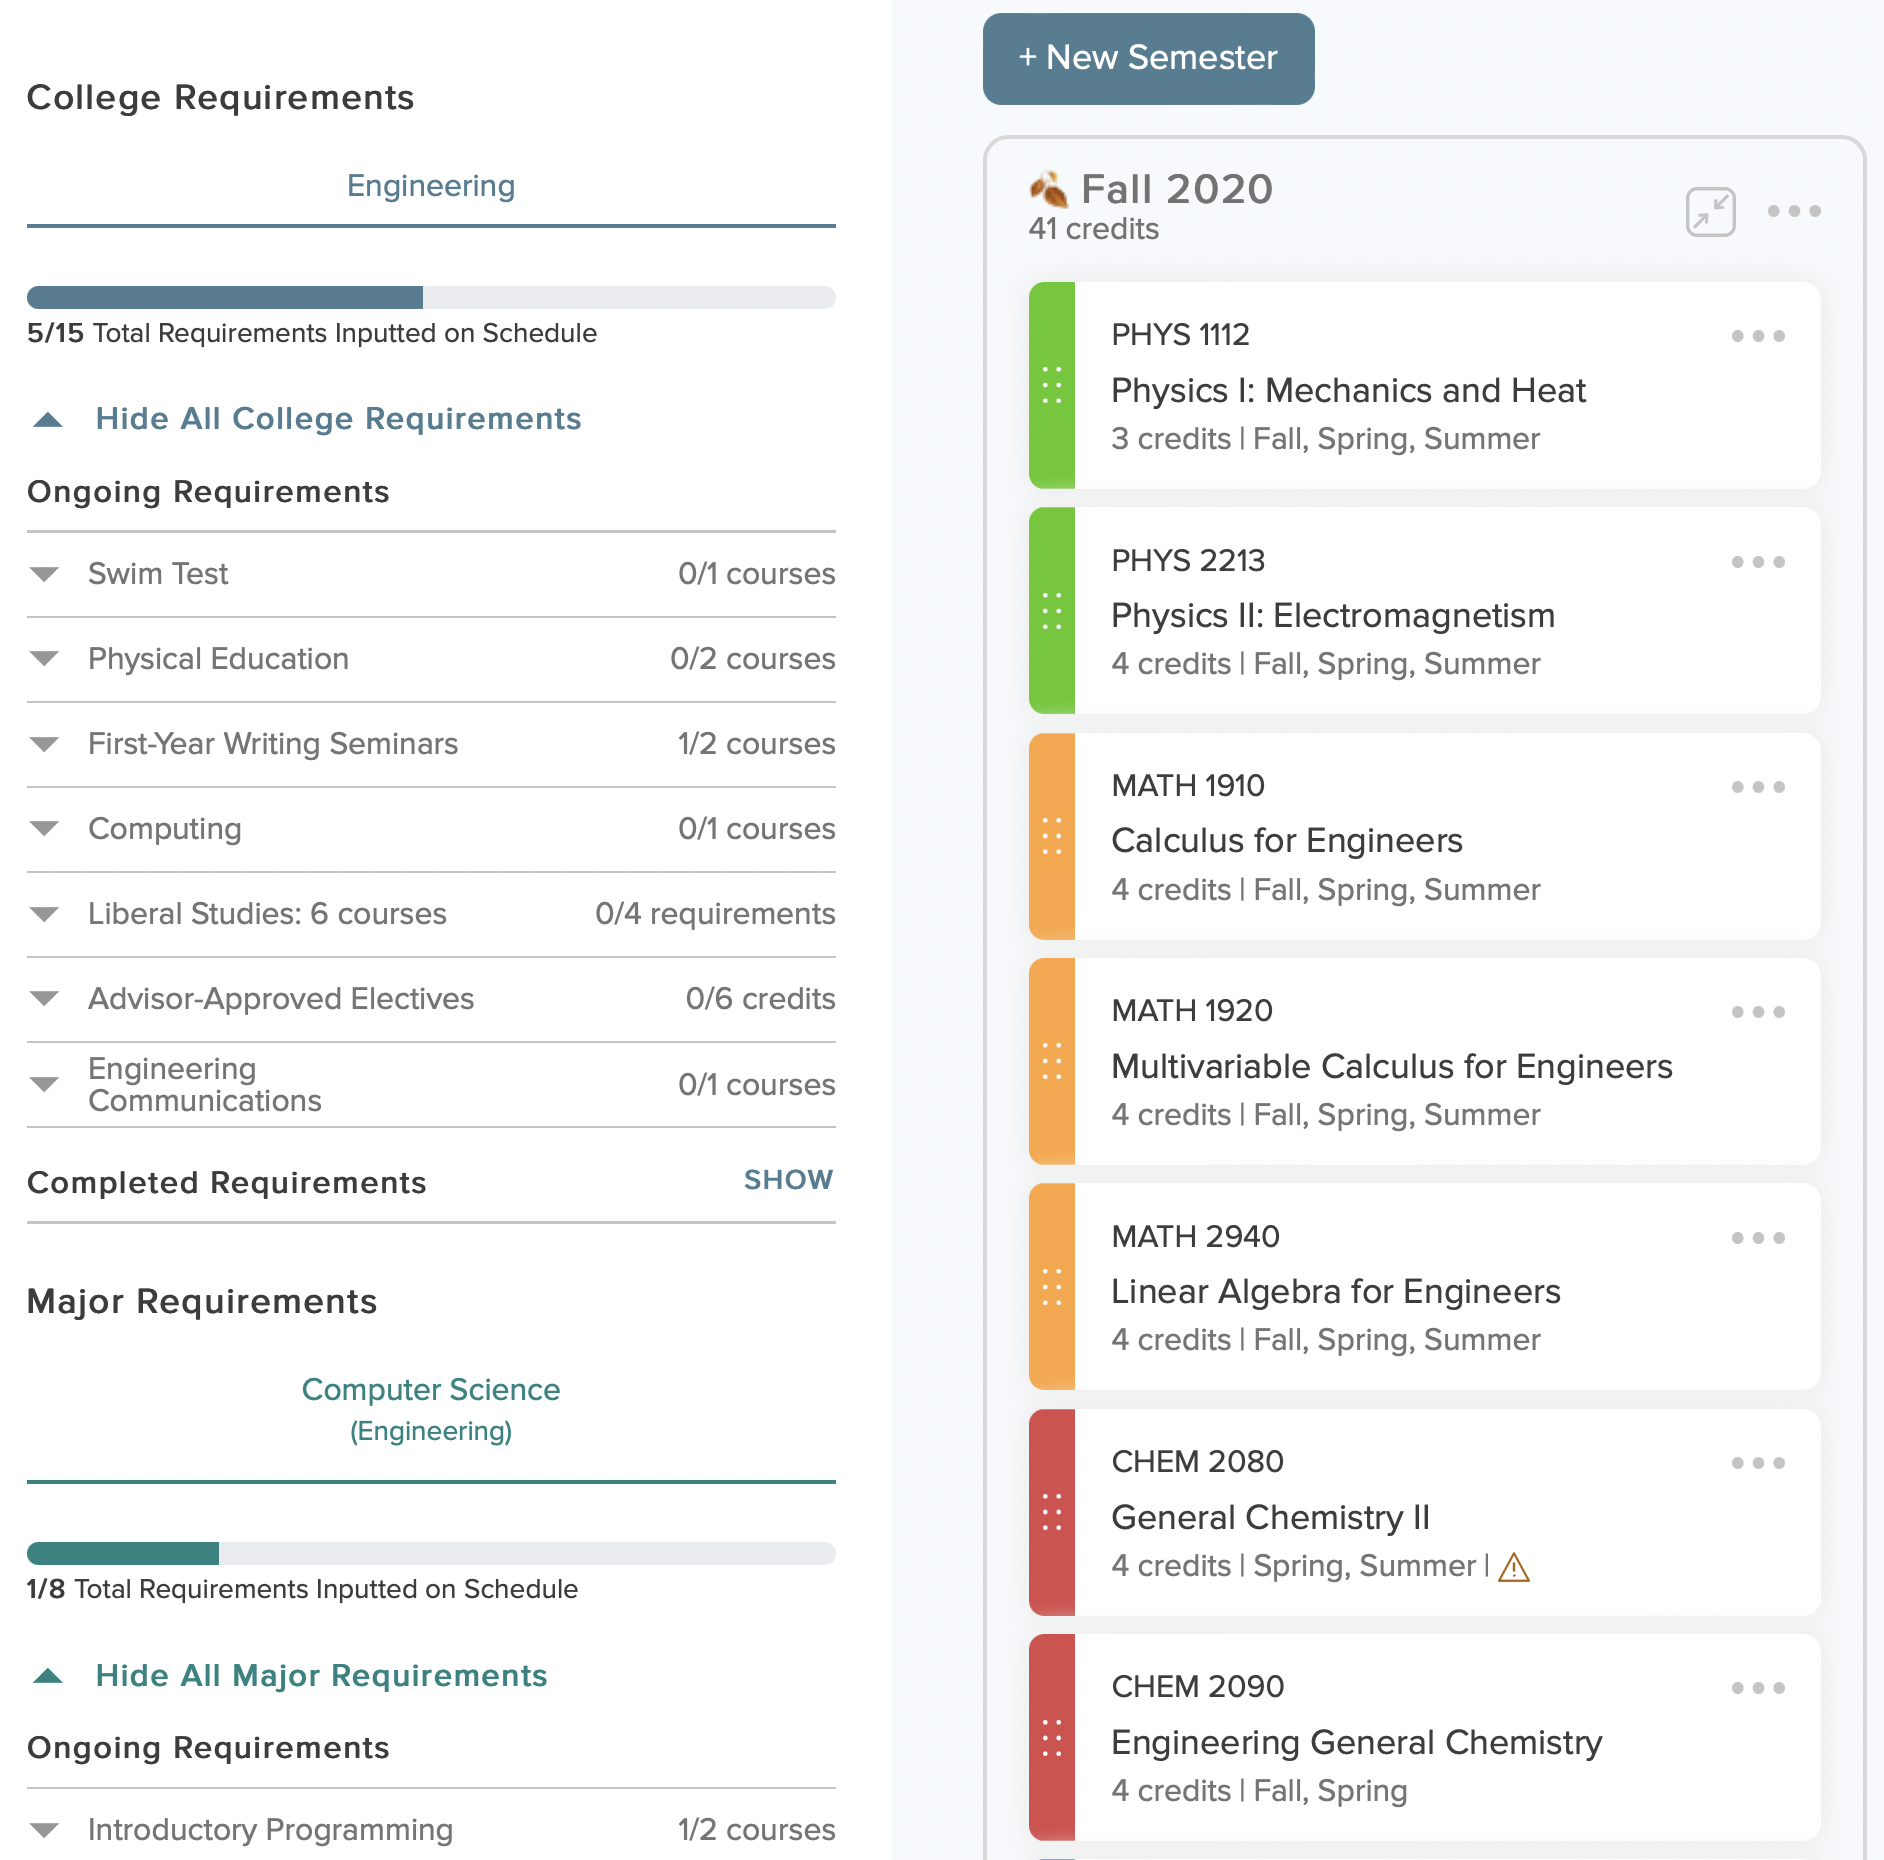 College Requirements
Engineering
5/15 Total Requirements Inputted on Schedule
Hide All College Requirements
Ongoing Requirements
Swim Test 0/1 courses
Physical Education 0/2 courses
First-Year Writing Seminars 1/2 courses
Computing 0/1 courses
Liberal Studies: 6 courses 0/4 requirements
Advisor-Approved Electives 0/6 credits
Engineering
Communications 0/1 courses
Completed Requirements SHOW
Major Requirements
Computer Science
(Engineering)
1/8 Total Requirements Inputted on Schedule
Hide All Major Requirements
Ongoing Requirements
Introductory Programming 1/2 courses
+ New Semester
Fall 2020
41 credits
PHYS 1112
Physics I: Mechanics and Heat
3 credits | Fall, Spring, Summer
PHYS 2213
Physics II: Electromagnetism
4 credits | Fall, Spring, Summer
MATH 1910
Calculus for Engineers
4 credits | Fall, Spring, Summer
MATH 1920
Multivariable Calculus for Engineers
4 credits | Fall, Spring, Summer
MATH 2940
Linear Algebra for Engineers
4 credits | Fall, Spring, Summer
CHEM 2080
General Chemistry II
4 credits | Spring, Summer |
CHEM 2090
Engineering General Chemistry
4 credits | Fall, Spring